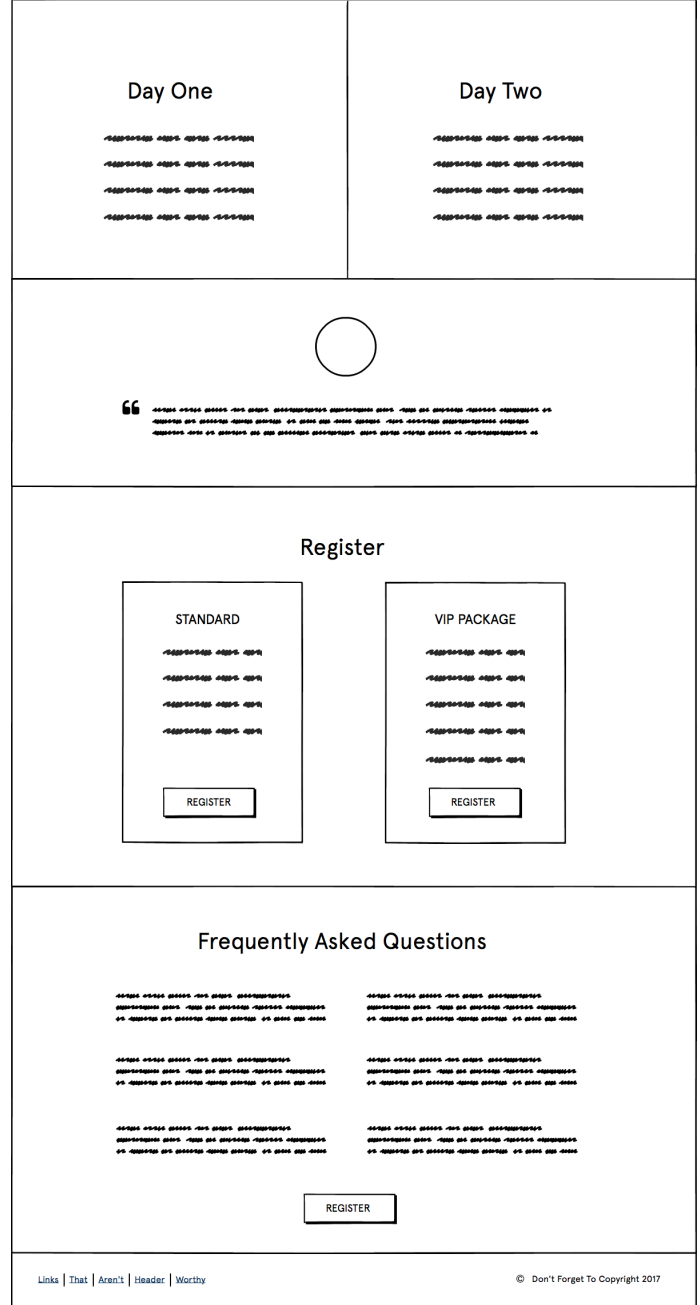 Day One
Day Two
“
Register
STANDARD
VIP PACKAGE
REGISTER
REGISTER
Frequently Asked Questions
REGISTER
Links | That | Aren't | Header | Worthy
© Don't Forget To Copyright 2017